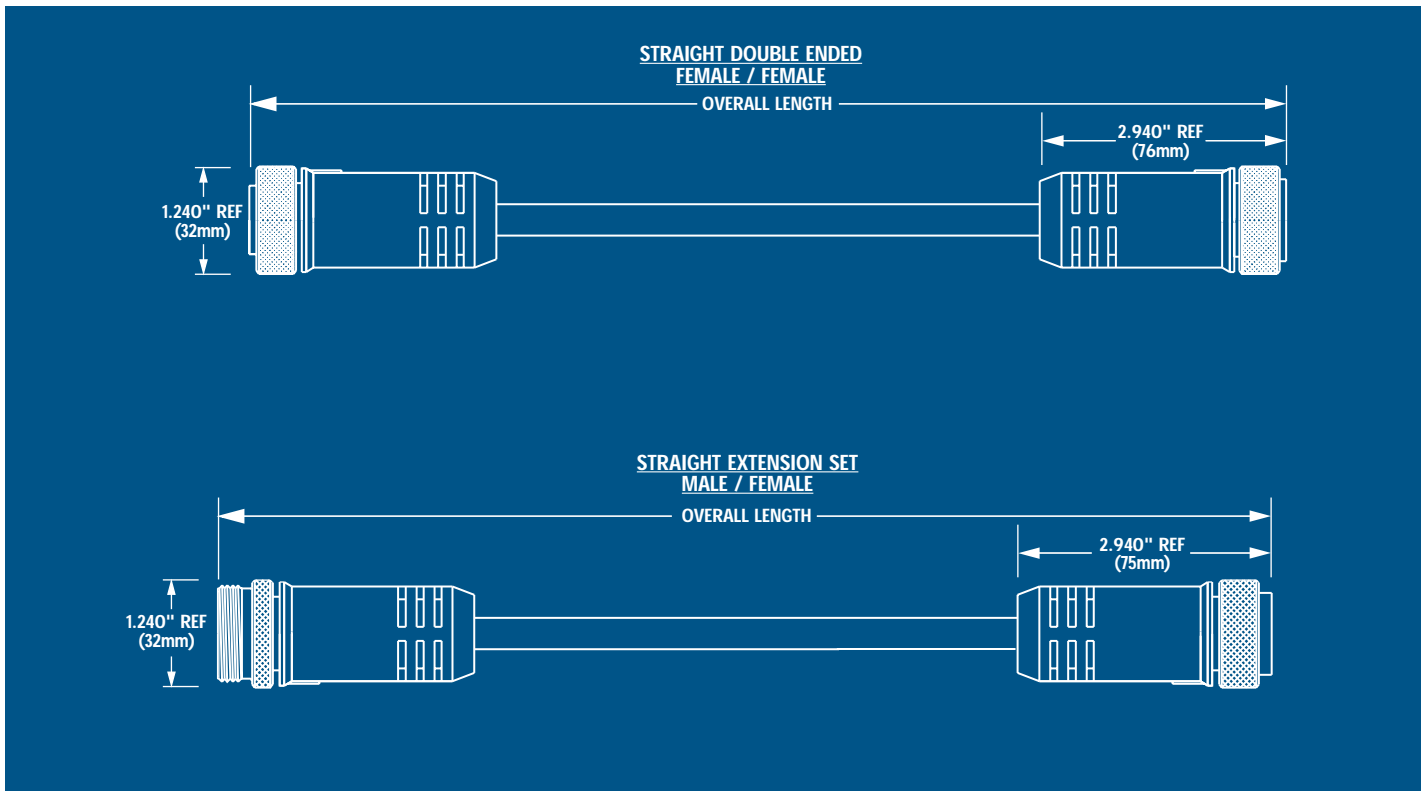 STRAIGHT DOUBLE ENDED
FEMALE / FEMALE
OVERALL LENGTH
2.940" REF
(76mm)
1.240" REF
(32mm)
STRAIGHT EXTENSION SET
MALE / FEMALE
OVERALL LENGTH
2.940" REF
(75mm)
1.240" REF
(32mm)